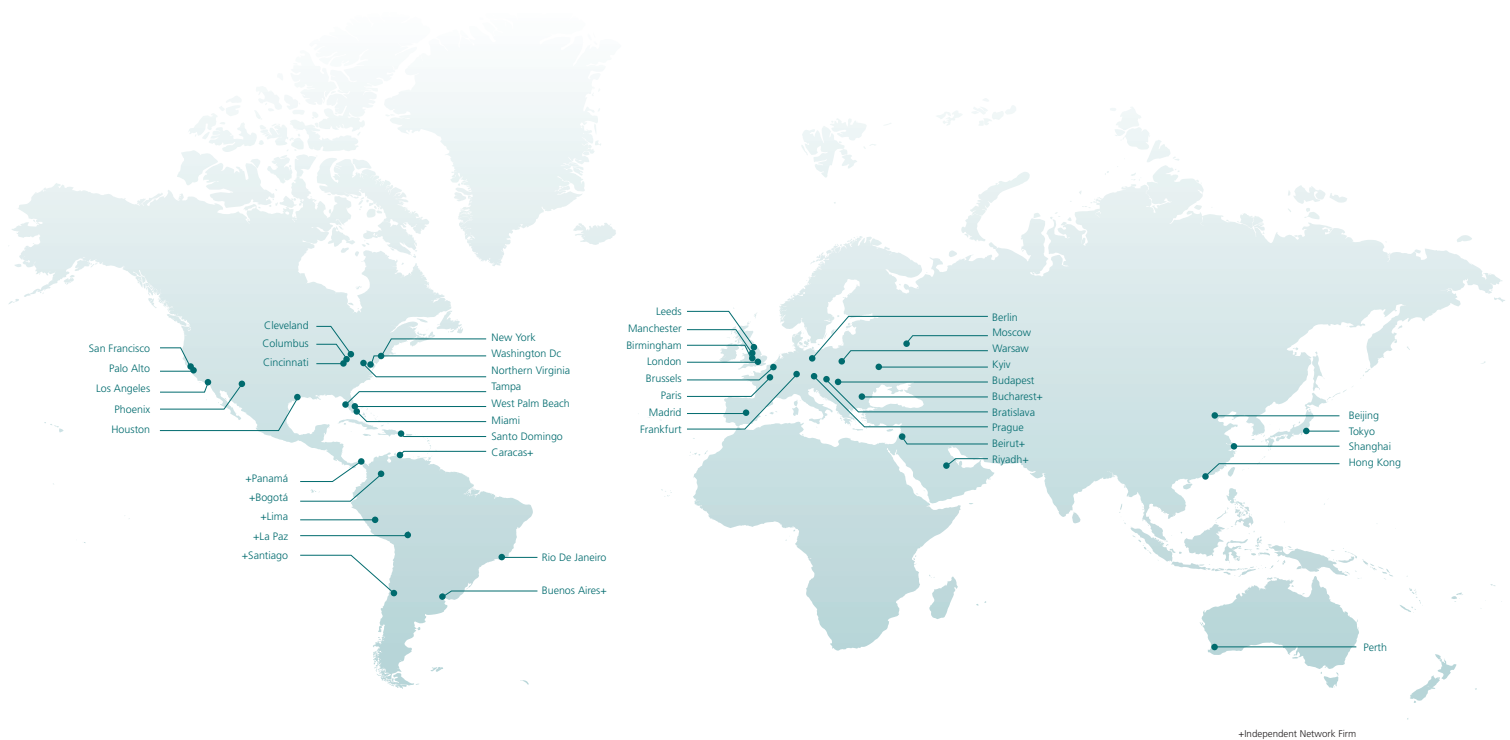 San Francisco
Palo Alto
Los Angeles
Phoenix
Houston
Cleveland
Columbus
Cincinnati
New York
Washington Dc
Northern Virginia
Tampa
West Palm Beach
Miami
Santo Domingo
Caracas+
+Panamá
+Bogotá
+Lima
+La Paz
+Santiago
Rio De Janeiro
Buenos Aires+
Leeds
Manchester
Birmingham
London
Brussels
Paris
Madrid
Frankfurt
Berlin
Moscow
Warsaw
Kyiv
Budapest
Bucharest+
Bratislava
Prague
Beirut+
Riyadh+
Beijing
Tokyo
Shanghai
Hong Kong
Perth
+Independent Network Firm